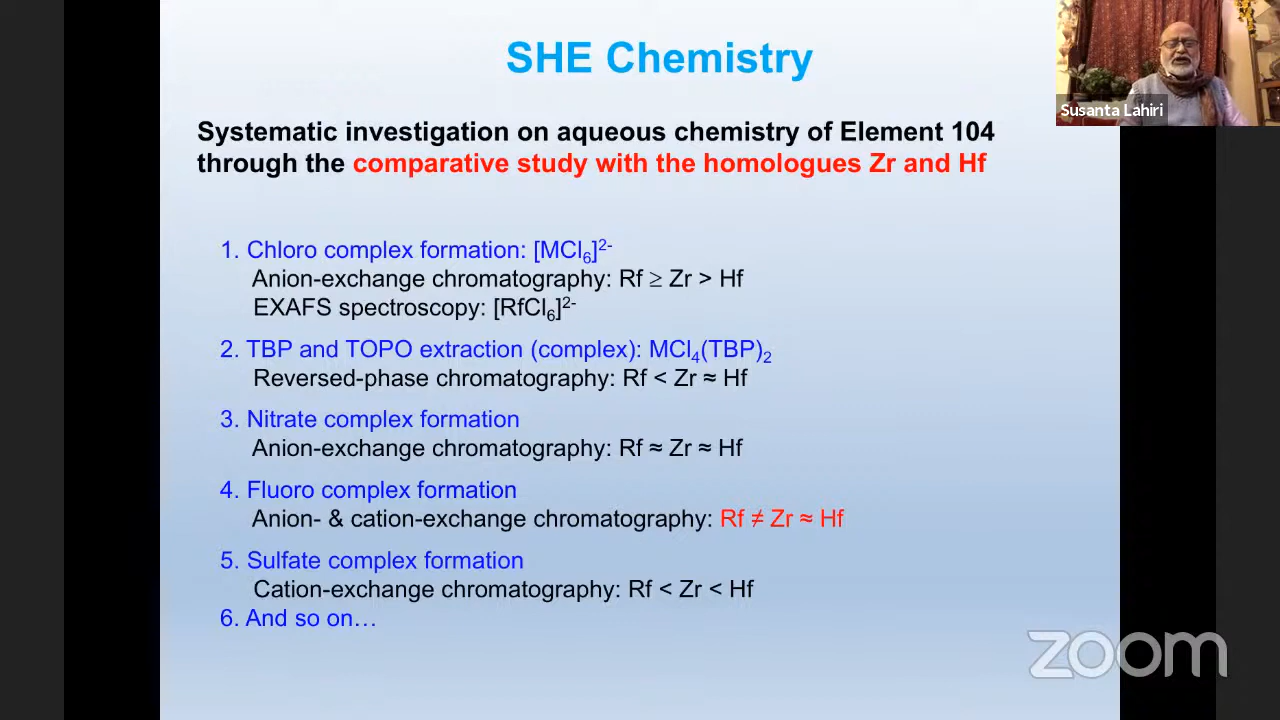 SHE Chemistry
Susanta Lahiri
Systematic investigation on aqueous chemistry of Element 104
through the comparative study with the homologues Zr and Hf
1. Chloro complex formation: [MCl₆]²⁻
Anion-exchange chromatography: Rf ≥ Zr > Hf
EXAFS spectroscopy: [RfCl₆]²⁻
2. TBP and TOPO extraction (complex): MCl₄(TBP)₂
Reversed-phase chromatography: Rf < Zr ≈ Hf
3. Nitrate complex formation
Anion-exchange chromatography: Rf ≈ Zr ≈ Hf
4. Fluoro complex formation
Anion- & cation-exchange chromatography: Rf ≠ Zr ≈ Hf
5. Sulfate complex formation
Cation-exchange chromatography: Rf < Zr < Hf
6. And so on…
zoom